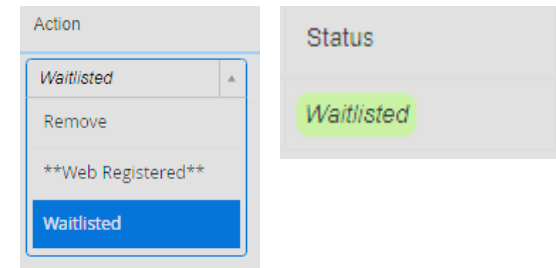 Action
Waitlisted
Remove
**Web Registered**
Waitlisted
Status
Waitlisted